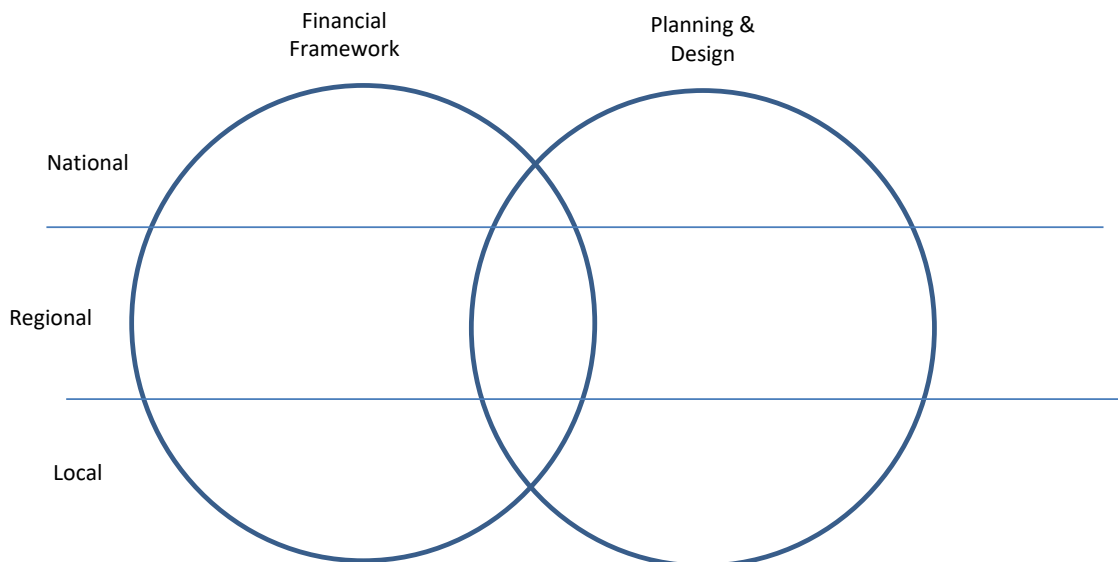 Financial
Framework
Planning &
Design
National
Regional
Local